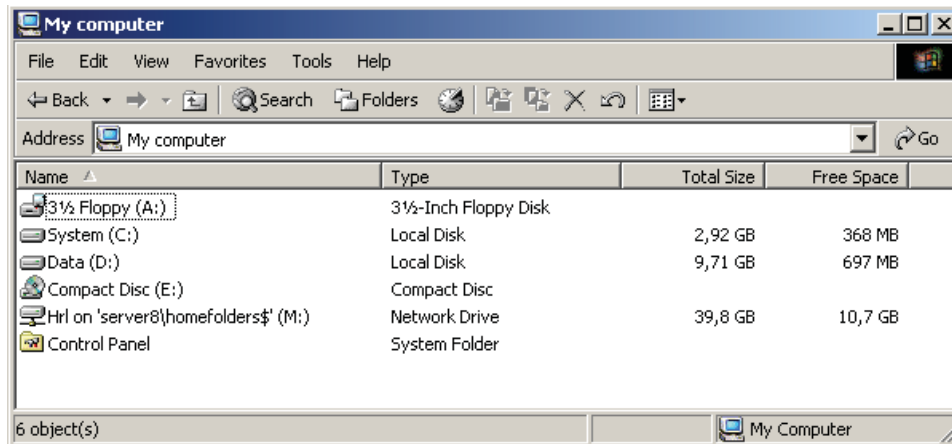 My computer
File Edit View Favorites Tools Help
Back Search Folders
Address My computer Go
Name Type Total Size Free Space
3½ Floppy (A:) 3½-Inch Floppy Disk
System (C:) Local Disk 2,92 GB 368 MB
Data (D:) Local Disk 9,71 GB 697 MB
Compact Disc (E:) Compact Disc
Hrl on 'server8\homefolders$' (M:) Network Drive 39,8 GB 10,7 GB
Control Panel System Folder
6 object(s) My Computer